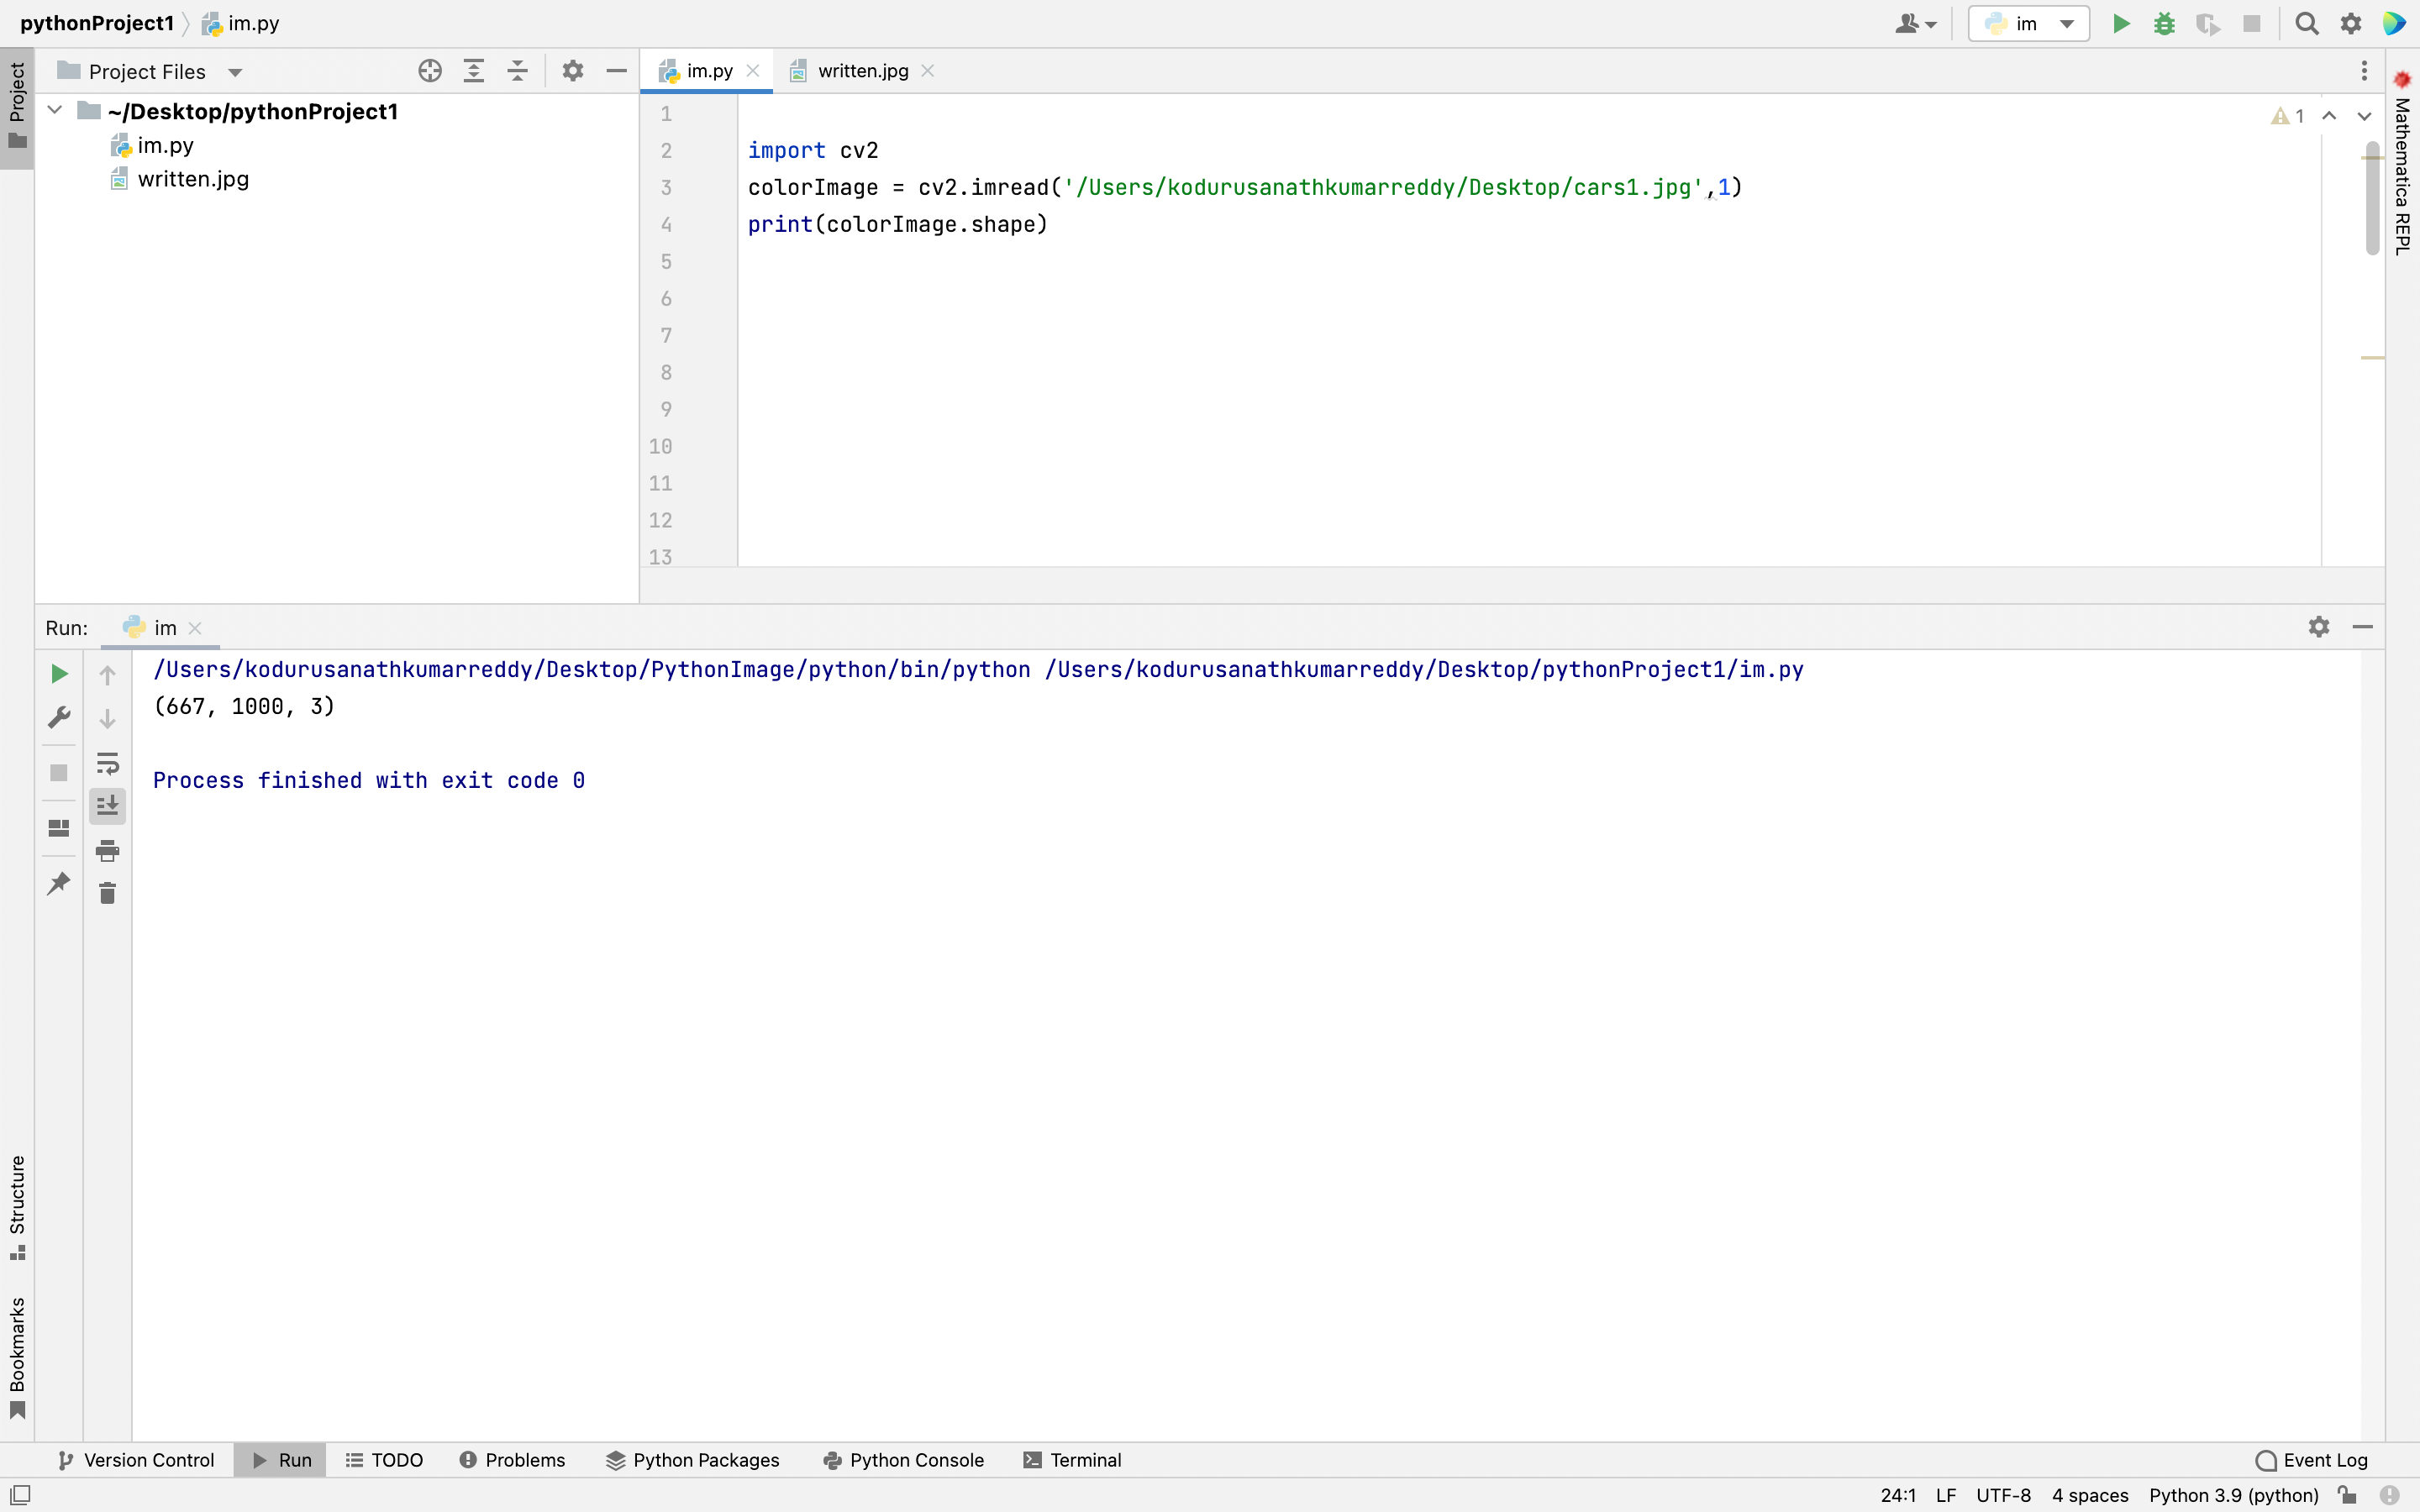 pythonProject1 im.py
im
Project
Project Files
im.py
written.jpg
~/Desktop/pythonProject1
im.py
written.jpg
1
2 import cv2
3 colorImage = cv2.imread('/Users/kodurusanathkumarreddy/Desktop/cars1.jpg',1)
4 print(colorImage.shape)
5
6
7
8
9
10
11
12
13
1
Mathematica REPL
Run: im
/Users/kodurusanathkumarreddy/Desktop/PythonImage/python/bin/python /Users/kodurusanathkumarreddy/Desktop/pythonProject1/im.py
(667, 1000, 3)
Process finished with exit code 0
Structure
Bookmarks
Version Control Run TODO Problems Python Packages Python Console Terminal Event Log
24:1 LF UTF-8 4 spaces Python 3.9 (python)